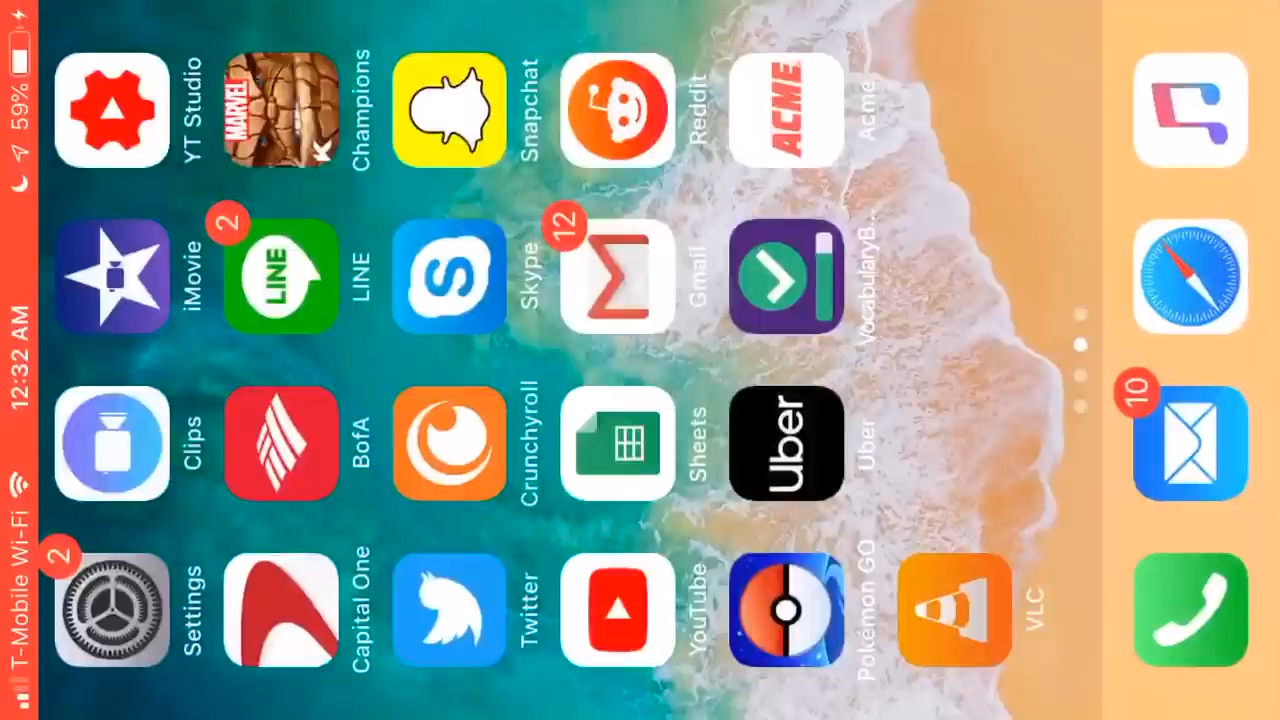 T-Mobile Wi-Fi 12:32 AM 59%
2
Settings Clips iMovie YT Studio
2
LINE MARVEL K
Capital One BofA LINE Champions
Twitter Crunchyroll Skype Snapchat
12
YouTube Sheets Gmail Reddit
Uber ACME
Pokémon GO Uber VocabularyB... Acme
VLC
10